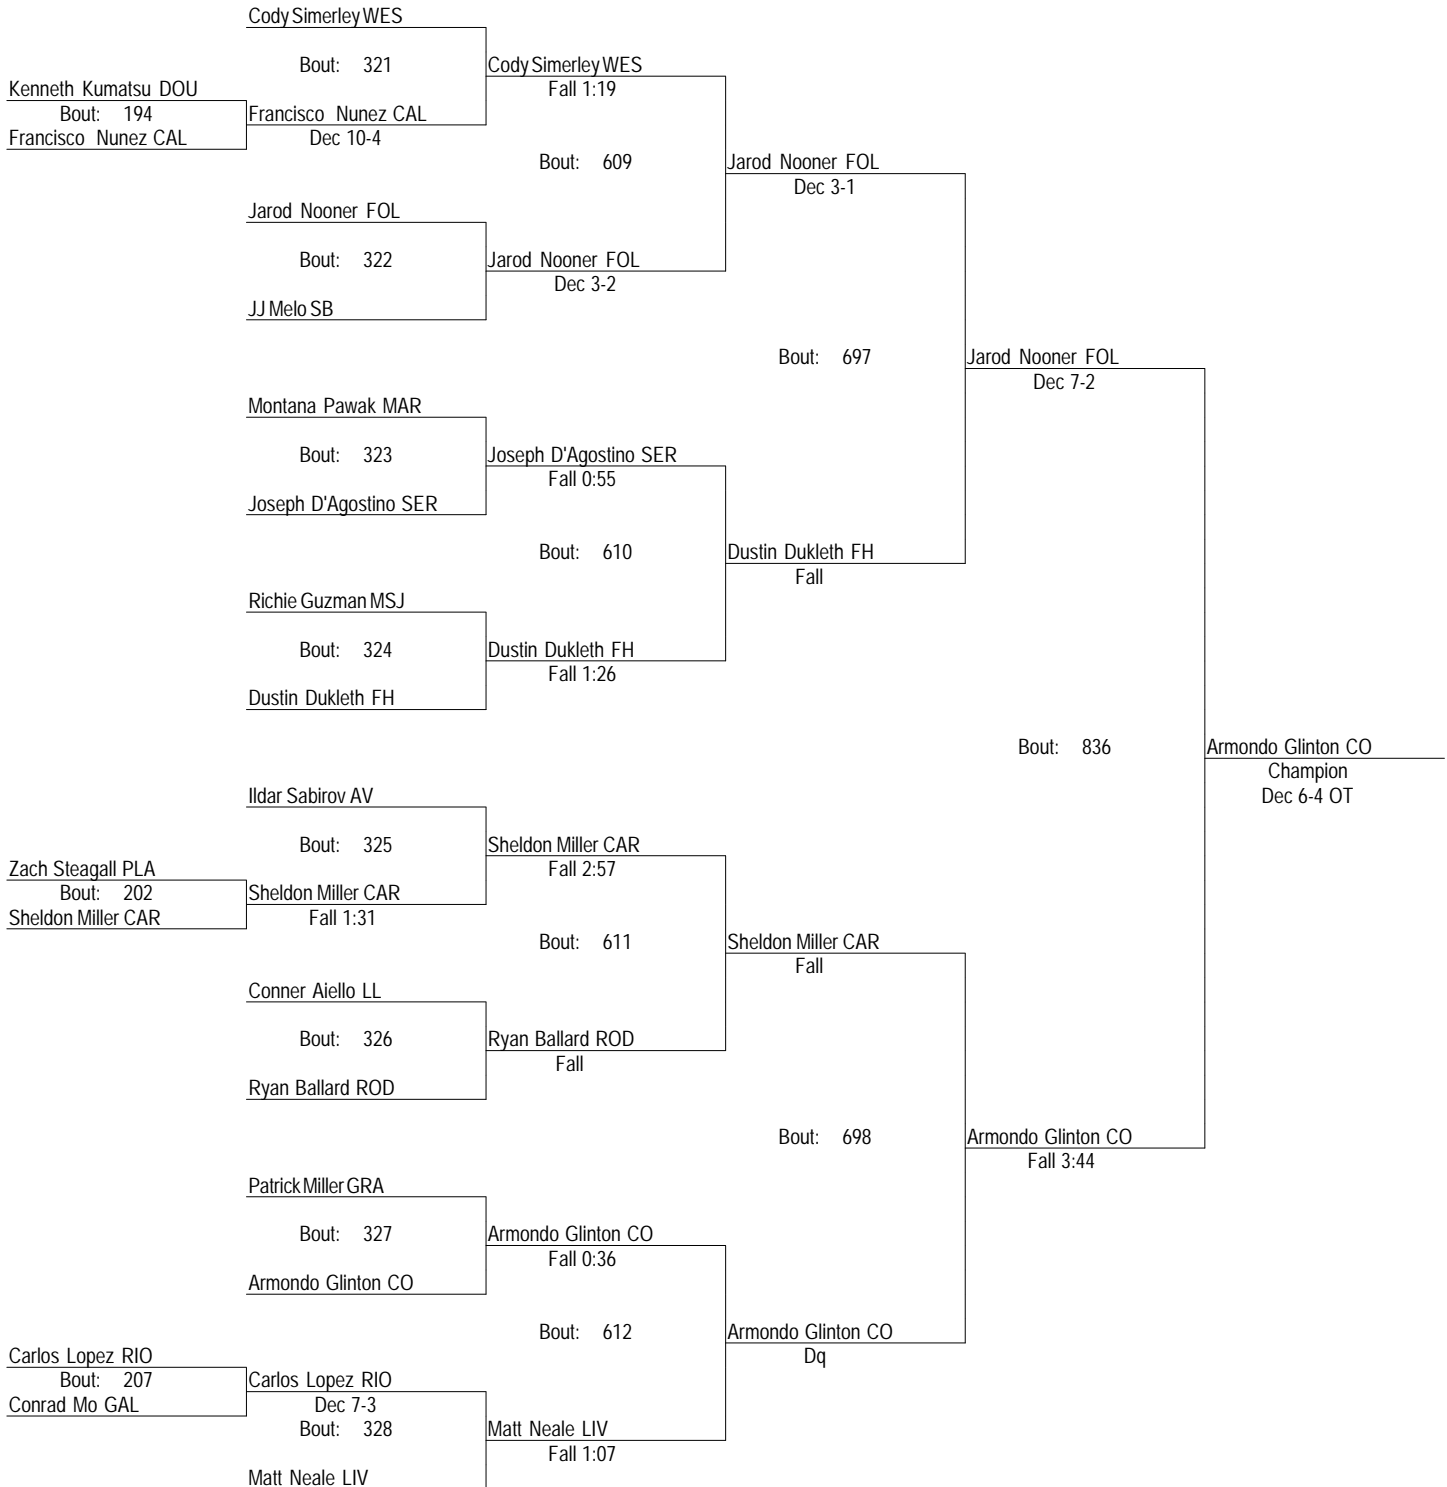 Cody Simerley WES
Bout: 321
Cody Simerley WES
Kenneth Kumatsu DOU
Fall 1:19
Bout: 194
Francisco Nunez CAL
Francisco Nunez CAL
Dec 10-4
Bout: 609
Jarod Nooner FOL
Dec 3-1
Jarod Nooner FOL
Bout: 322
Jarod Nooner FOL
Dec 3-2
JJ Melo SB
Bout: 697
Jarod Nooner FOL
Dec 7-2
Montana Pawak MAR
Bout: 323
Joseph D'Agostino SER
Fall 0:55
Joseph D'Agostino SER
Bout: 610
Dustin Dukleth FH
Fall
Richie Guzman MSJ
Bout: 324
Dustin Dukleth FH
Fall 1:26
Dustin Dukleth FH
Bout: 836
Armondo Glinton CO
Champion
Dec 6-4 OT
Ildar Sabirov AV
Bout: 325
Sheldon Miller CAR
Zach Steagall PLA
Fall 2:57
Bout: 202
Sheldon Miller CAR
Sheldon Miller CAR
Fall 1:31
Bout: 611
Sheldon Miller CAR
Fall
Conner Aiello LL
Bout: 326
Ryan Ballard ROD
Fall
Ryan Ballard ROD
Bout: 698
Armondo Glinton CO
Fall 3:44
Patrick Miller GRA
Bout: 327
Armondo Glinton CO
Fall 0:36
Armondo Glinton CO
Bout: 612
Armondo Glinton CO
Dq
Carlos Lopez RIO
Bout: 207
Carlos Lopez RIO
Conrad Mo GAL
Dec 7-3
Bout: 328
Matt Neale LIV
Fall 1:07
Matt Neale LIV